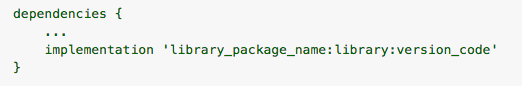 dependencies {
    ...
    implementation 'library_package_name:library:version_code'
}